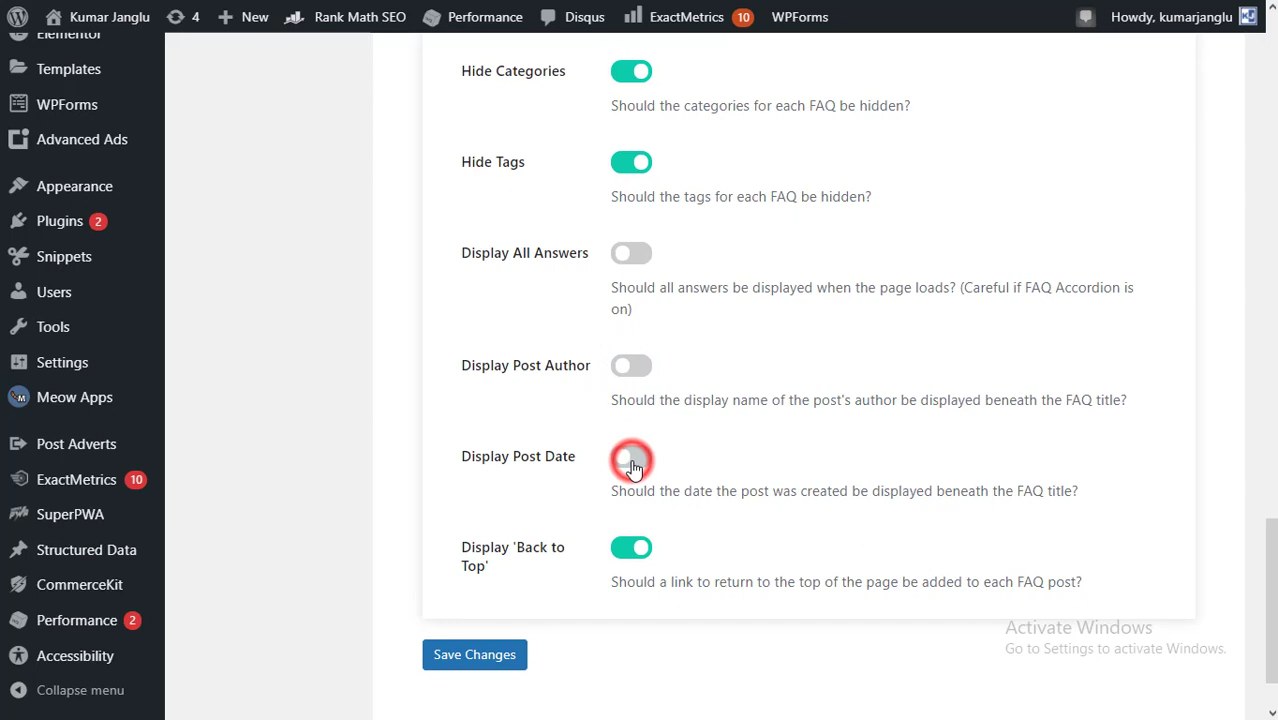 Kumar Janglu 4 New Rank Math SEO Performance Disqus ExactMetrics 10 WPForms Howdy, kumarjanglu
Elementor
Templates
WPForms
Advanced Ads
Appearance
Plugins 2
Snippets
Users
Tools
Settings
Meow Apps
Post Adverts
ExactMetrics 10
SuperPWA
Structured Data
CommerceKit
Performance 2
Accessibility
Collapse menu
Hide Categories
Should the categories for each FAQ be hidden?
Hide Tags
Should the tags for each FAQ be hidden?
Display All Answers
Should all answers be displayed when the page loads? (Careful if FAQ Accordion is
on)
Display Post Author
Should the display name of the post's author be displayed beneath the FAQ title?
Display Post Date
Should the date the post was created be displayed beneath the FAQ title?
Display 'Back to
Top'
Should a link to return to the top of the page be added to each FAQ post?
Save Changes
Activate Windows
Go to Settings to activate Windows.